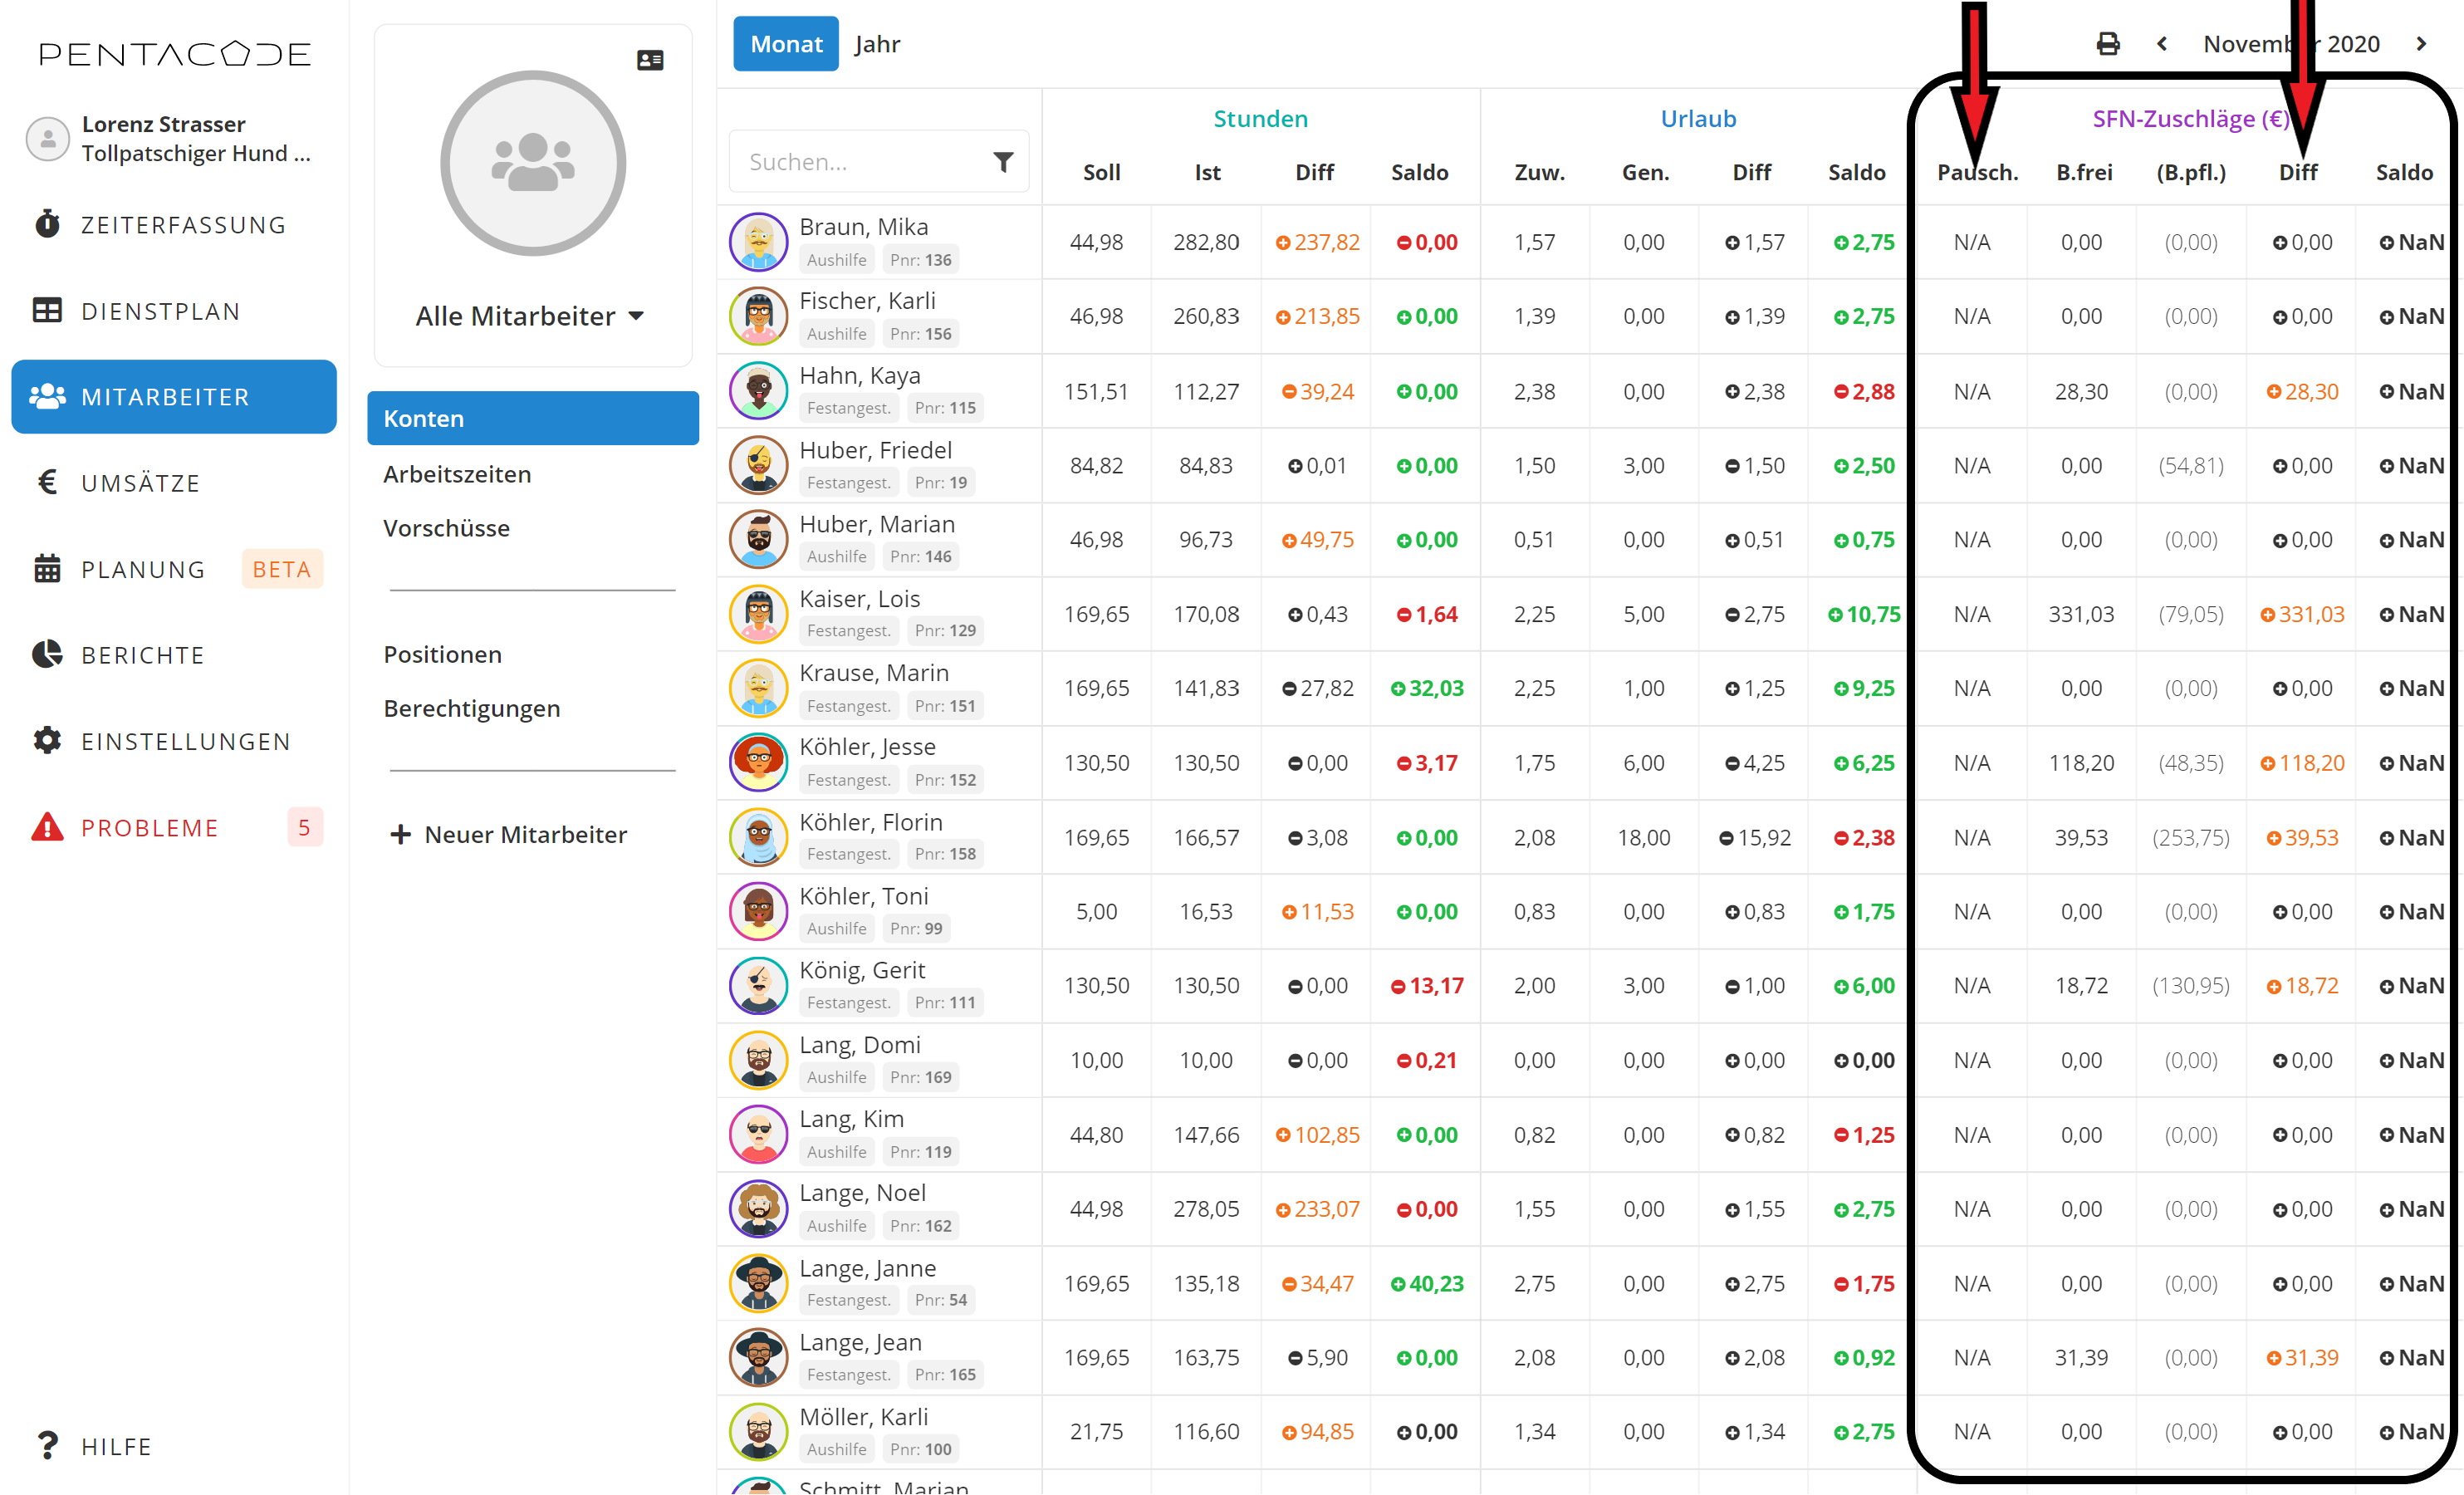 PENTACODE
Lorenz Strasser
Tollpatschiger Hund ...
ZEITERFASSUNG
DIENSTPLAN
MITARBEITER
UMSÄTZE
PLANUNG BETA
BERICHTE
EINSTELLUNGEN
PROBLEME 5
HILFE
Alle Mitarbeiter
Konten
Arbeitszeiten
Vorschüsse
Positionen
Berechtigungen
+ Neuer Mitarbeiter
Monat Jahr
November 2020
Suchen...
Stunden Urlaub SFN-Zuschläge (€)
Soll Ist Diff Saldo Zuw. Gen. Diff Saldo Pausch. B.frei (B.pfl.) Diff Saldo
Braun, Mika
Aushilfe Pnr: 136
44,98 282,80 +237,82 -0,00 1,57 0,00 +1,57 +2,75 N/A 0,00 (0,00) +0,00 +NaN
Fischer, Karli
Aushilfe Pnr: 156
46,98 260,83 +213,85 +0,00 1,39 0,00 +1,39 +2,75 N/A 0,00 (0,00) +0,00 +NaN
Hahn, Kaya
Festangest. Pnr: 115
151,51 112,27 -39,24 +0,00 2,38 0,00 +2,38 -2,88 N/A 28,30 (0,00) +28,30 +NaN
Huber, Friedel
Festangest. Pnr: 19
84,82 84,83 +0,01 +0,00 1,50 3,00 -1,50 +2,50 N/A 0,00 (54,81) +0,00 +NaN
Huber, Marian
Aushilfe Pnr: 146
46,98 96,73 +49,75 +0,00 0,51 0,00 +0,51 +0,75 N/A 0,00 (0,00) +0,00 +NaN
Kaiser, Lois
Festangest. Pnr: 129
169,65 170,08 +0,43 -1,64 2,25 5,00 -2,75 +10,75 N/A 331,03 (79,05) +331,03 +NaN
Krause, Marin
Festangest. Pnr: 151
169,65 141,83 -27,82 +32,03 2,25 1,00 +1,25 +9,25 N/A 0,00 (0,00) +0,00 +NaN
Köhler, Jesse
Festangest. Pnr: 152
130,50 130,50 -0,00 -3,17 1,75 6,00 -4,25 +6,25 N/A 118,20 (48,35) +118,20 +NaN
Köhler, Florin
Festangest. Pnr: 158
169,65 166,57 -3,08 +0,00 2,08 18,00 -15,92 -2,38 N/A 39,53 (253,75) +39,53 +NaN
Köhler, Toni
Aushilfe Pnr: 99
5,00 16,53 +11,53 +0,00 0,83 0,00 +0,83 +1,75 N/A 0,00 (0,00) +0,00 +NaN
König, Gerit
Festangest. Pnr: 111
130,50 130,50 -0,00 -13,17 2,00 3,00 -1,00 +6,00 N/A 18,72 (130,95) +18,72 +NaN
Lang, Domi
Aushilfe Pnr: 169
10,00 10,00 -0,00 -0,21 0,00 0,00 +0,00 +0,00 N/A 0,00 (0,00) +0,00 +NaN
Lang, Kim
Aushilfe Pnr: 119
44,80 147,66 +102,85 +0,00 0,82 0,00 +0,82 -1,25 N/A 0,00 (0,00) +0,00 +NaN
Lange, Noel
Aushilfe Pnr: 162
44,98 278,05 +233,07 -0,00 1,55 0,00 +1,55 +2,75 N/A 0,00 (0,00) +0,00 +NaN
Lange, Janne
Festangest. Pnr: 54
169,65 135,18 -34,47 +40,23 2,75 0,00 +2,75 -1,75 N/A 0,00 (0,00) +0,00 +NaN
Lange, Jean
Festangest. Pnr: 165
169,65 163,75 -5,90 +0,00 2,08 0,00 +2,08 +0,92 N/A 31,39 (0,00) +31,39 +NaN
Möller, Karli
Aushilfe Pnr: 100
21,75 116,60 +94,85 +0,00 1,34 0,00 +1,34 +2,75 N/A 0,00 (0,00) +0,00 +NaN
Schmitt, Marian